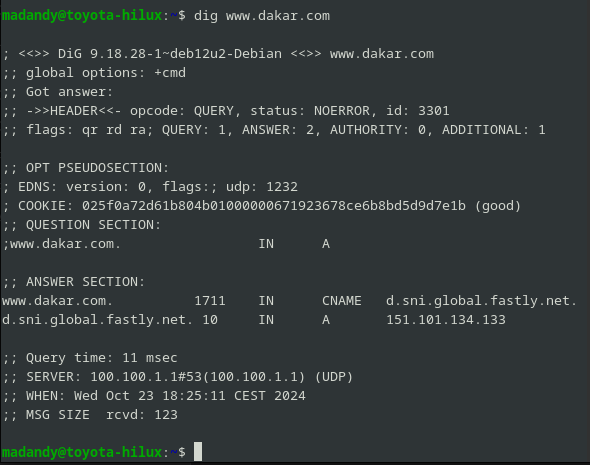 madandy@toyota-hilux:~$ dig www.dakar.com
; <<>> DiG 9.18.28-1~deb12u2-Debian <<>> www.dakar.com
;; global options: +cmd
;; Got answer:
;; ->>HEADER<<- opcode: QUERY, status: NOERROR, id: 3301
;; flags: qr rd ra; QUERY: 1, ANSWER: 2, AUTHORITY: 0, ADDITIONAL: 1
;; OPT PSEUDOSECTION:
; EDNS: version: 0, flags:; udp: 1232
; COOKIE: 025f0a72d61b804b01000000671923678ce6b8bd5d9d7e1b (good)
;; QUESTION SECTION:
;www.dakar.com. IN A
;; ANSWER SECTION:
www.dakar.com. 1711 IN CNAME d.sni.global.fastly.net.
d.sni.global.fastly.net. 10 IN A 151.101.134.133
;; Query time: 11 msec
;; SERVER: 100.100.1.1#53(100.100.1.1) (UDP)
;; WHEN: Wed Oct 23 18:25:11 CEST 2024
;; MSG SIZE rcvd: 123
madandy@toyota-hilux:~$